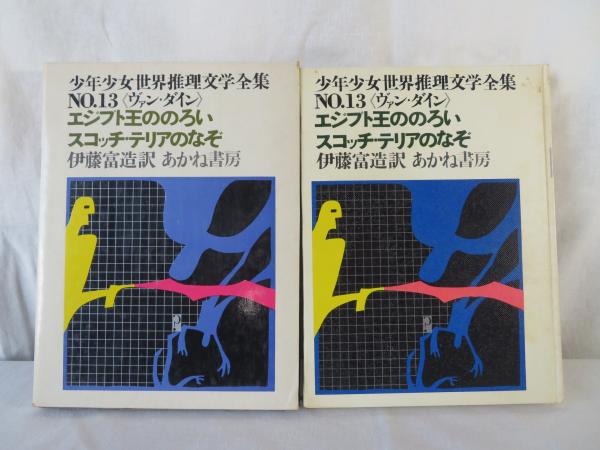 少年少女世界推理文学全集
NO.13〈ヴァン・ダイン〉
エジプト王ののろい
スコッチ・テリアのなぞ
伊藤富造訳 あかね書房
少年少女世界推理文学全集
NO.13〈ヴァン・ダイン〉
エジプト王ののろい
スコッチ・テリアのなぞ
伊藤富造訳 あかね書房